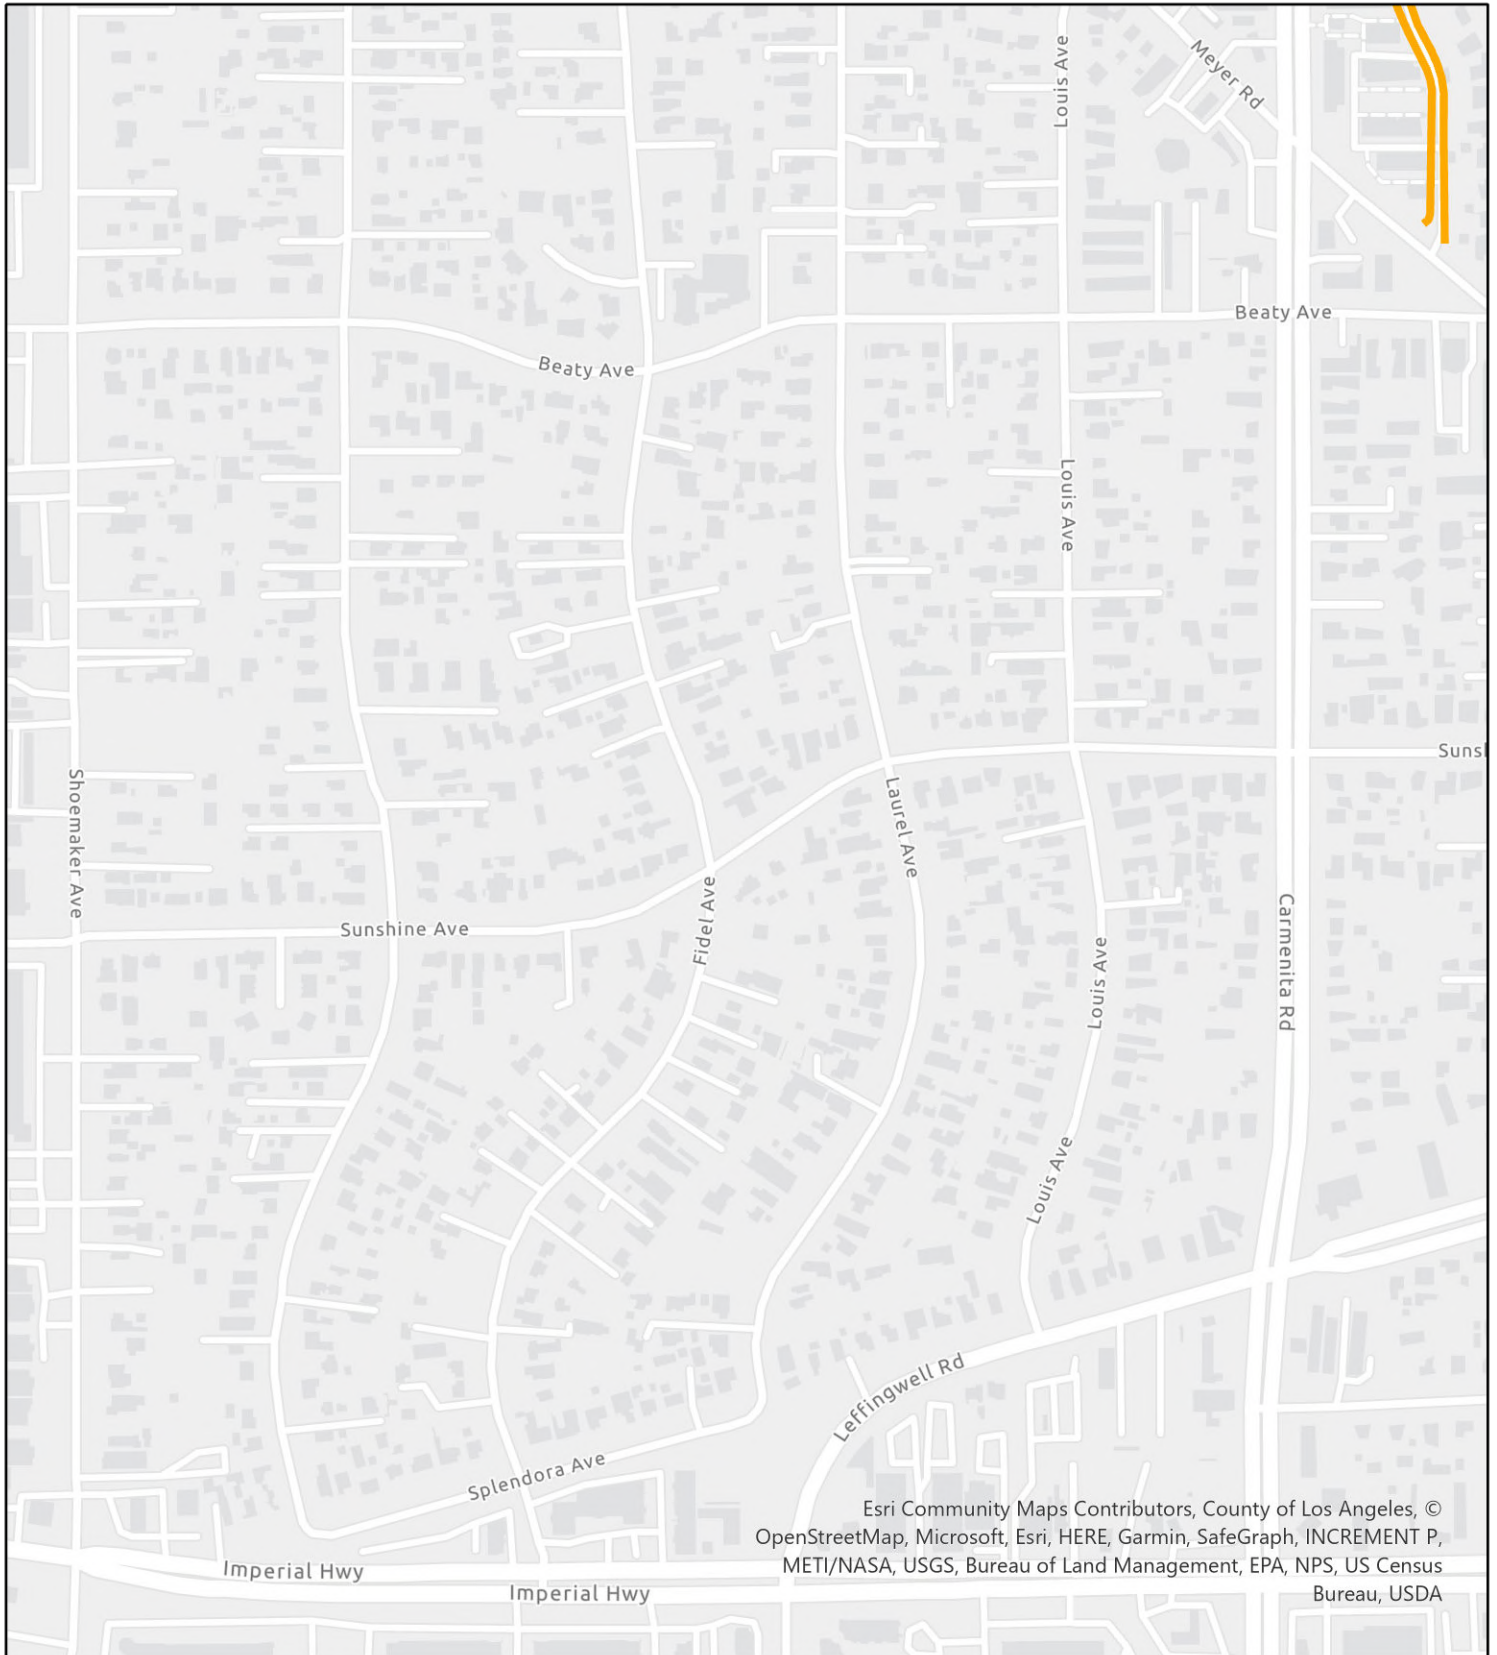 Louis Ave
Meyer Rd
Beaty Ave
Beaty Ave
Louis Ave
Sunsl
Shoemaker Ave
Laurel Ave
Fidel Ave
Sunshine Ave
Carmenita Rd
Louis Ave
Louis Ave
Leffingwell Rd
Splendora Ave
Esri Community Maps Contributors, County of Los Angeles, ©
OpenStreetMap, Microsoft, Esri, HERE, Garmin, SafeGraph, INCREMENT P,
METI/NASA, USGS, Bureau of Land Management, EPA, NPS, US Census
Bureau, USDA
Imperial Hwy
Imperial Hwy